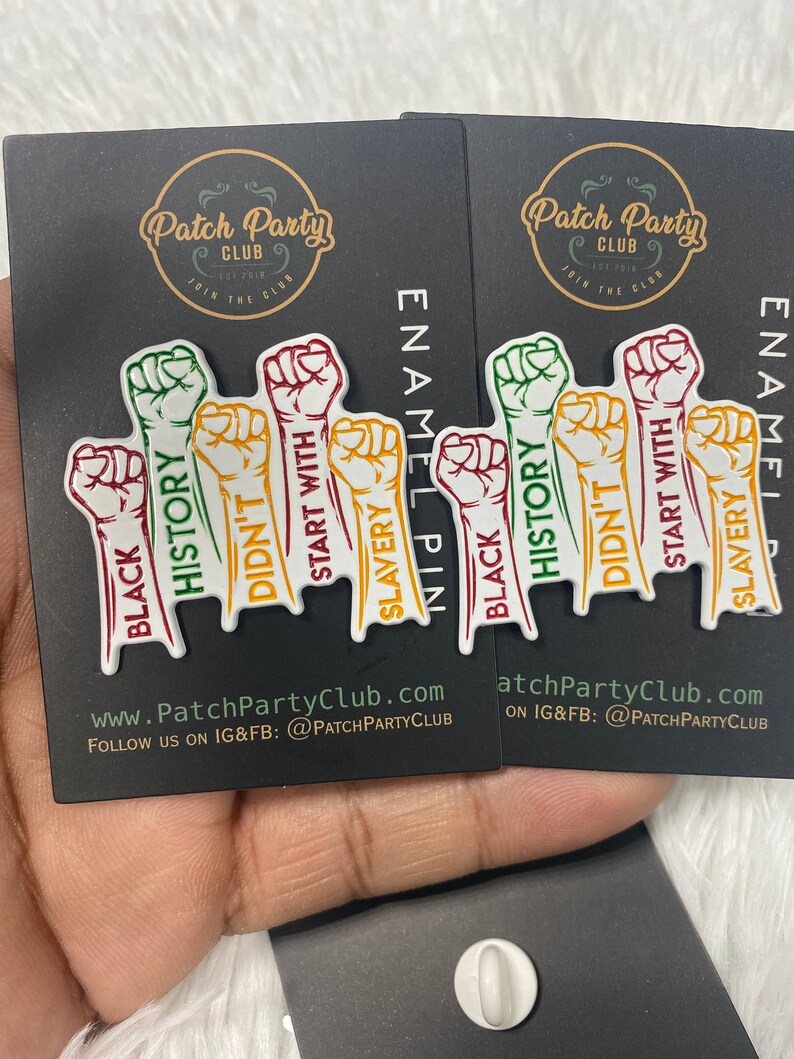 Patch Party
CLUB
EST 2018
JOIN THE CLUB
ENAMEL PIN
BLACK
HISTORY
DIDN'T
START WITH
SLAVERY
www.PatchPartyClub.com
FOLLOW US ON IG&FB: @PATCHPARTYCLUB
Patch Party
CLUB
EST 2018
JOIN THE CLUB
ENAMEL
BLACK
HISTORY
DIDN'T
START WITH
SLAVERY
atchPartyClub.com
ON IG&FB: @PATCHPARTYCLUB